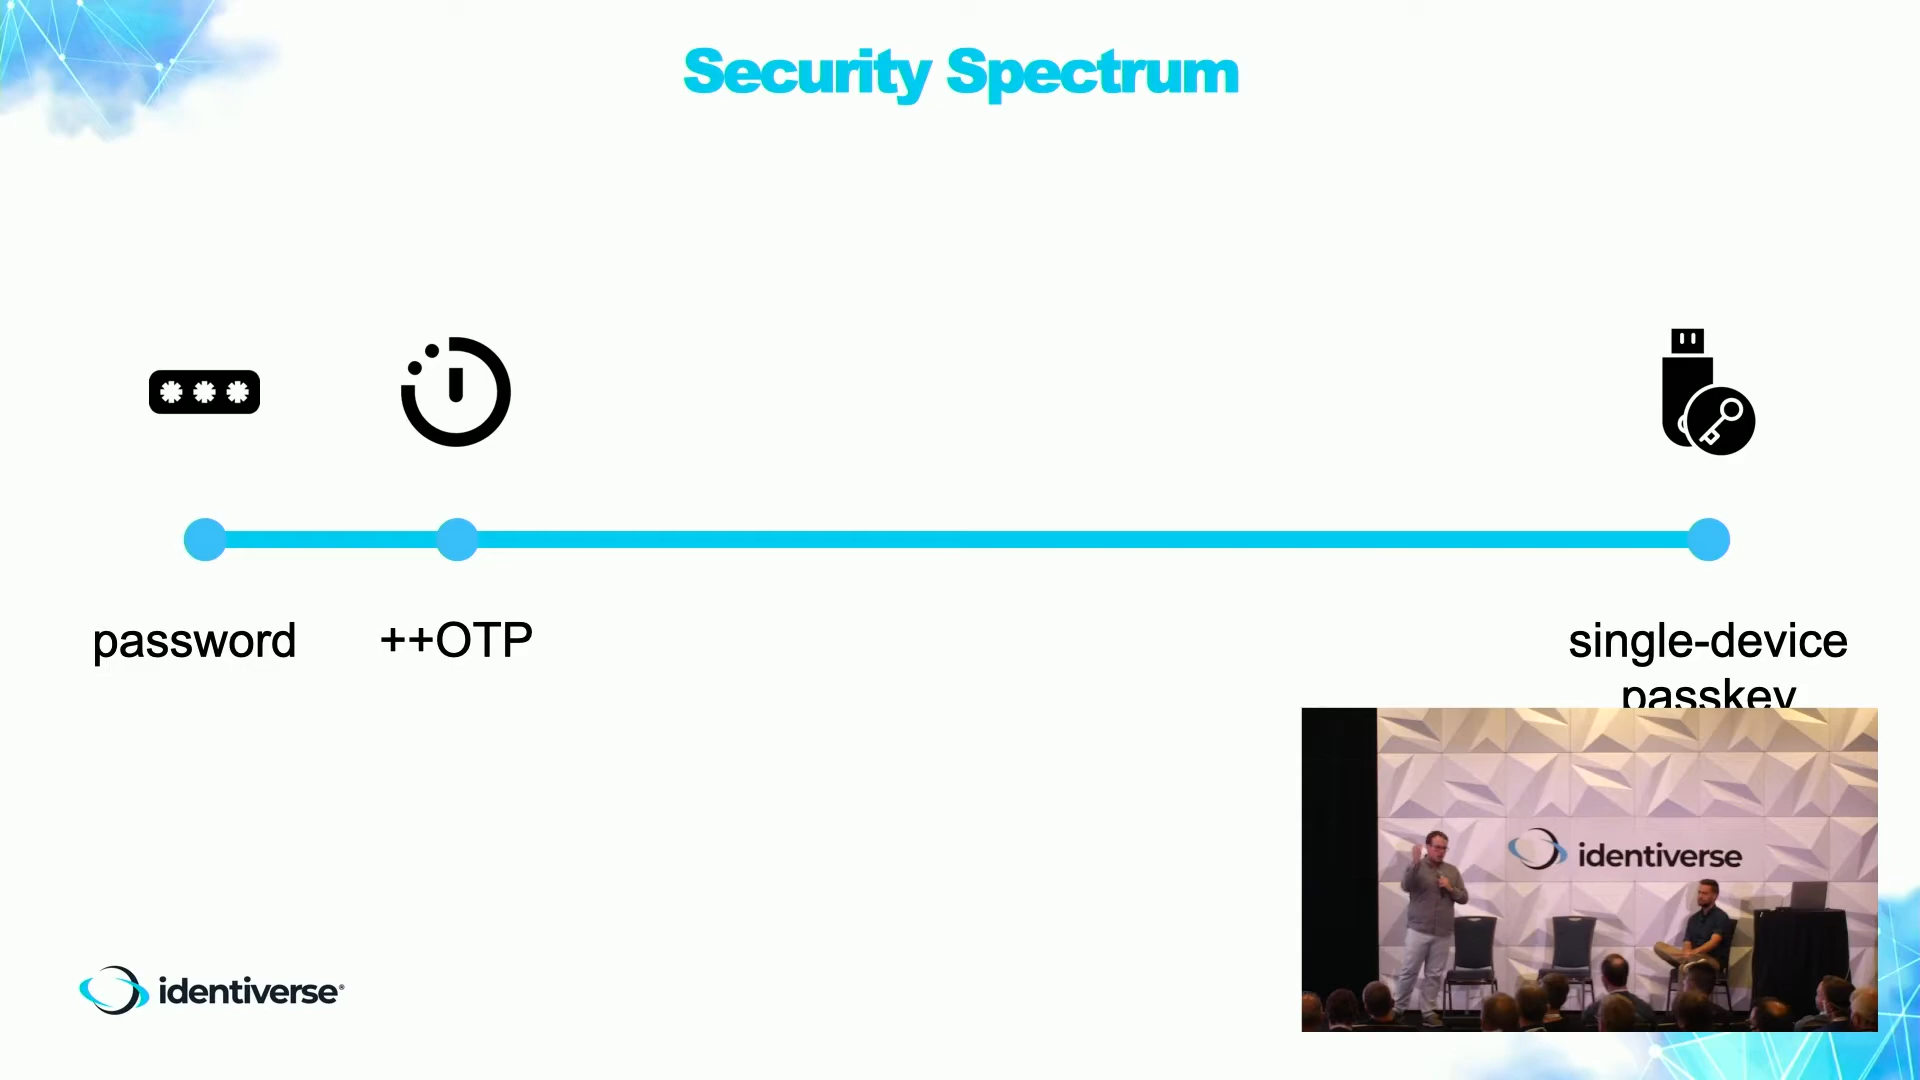 Security Spectrum
password
++OTP
single-device
passkey
identiverse
identiverse